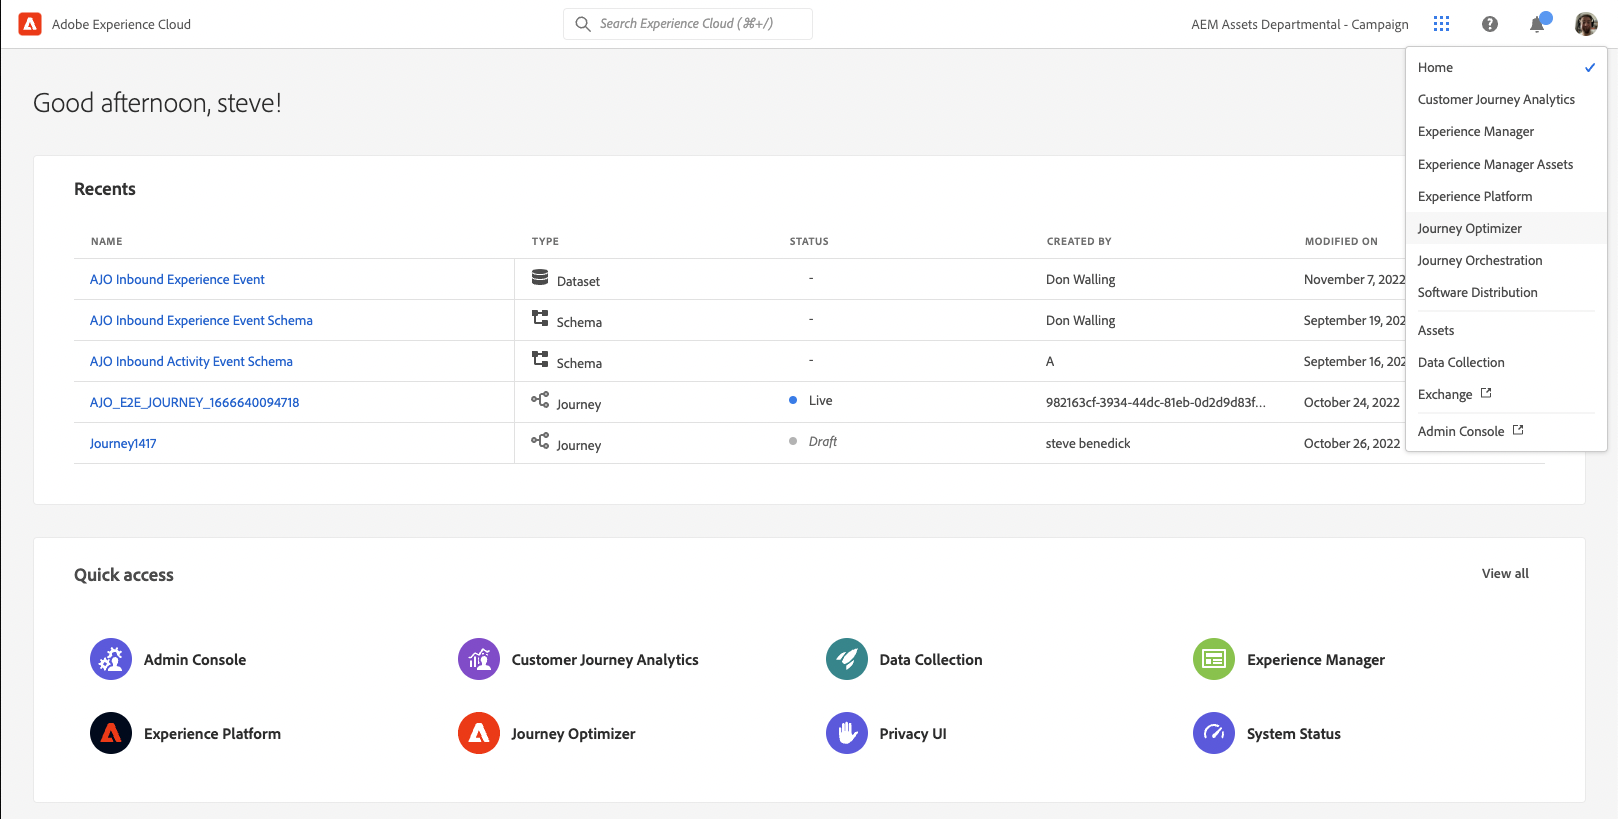 Adobe Experience Cloud
Search Experience Cloud (⌘+/)
AEM Assets Departmental - Campaign
Good afternoon, steve!
Home
Customer Journey Analytics
Experience Manager
Experience Manager Assets
Experience Platform
Journey Optimizer
Journey Orchestration
Software Distribution
Assets
Data Collection
Exchange
Admin Console
Recents
NAME TYPE STATUS CREATED BY MODIFIED ON
AJO Inbound Experience Event Dataset - Don Walling November 7, 2022
AJO Inbound Experience Event Schema Schema - Don Walling September 19, 202
AJO Inbound Activity Event Schema Schema - A September 16, 202
AJO_E2E_JOURNEY_1666640094718 Journey Live 982163cf-3934-44dc-81eb-0d2d9d83f... October 24, 2022
Journey1417 Journey Draft steve benedick October 26, 2022
Quick access
View all
Admin Console Customer Journey Analytics Data Collection Experience Manager
Experience Platform Journey Optimizer Privacy UI System Status